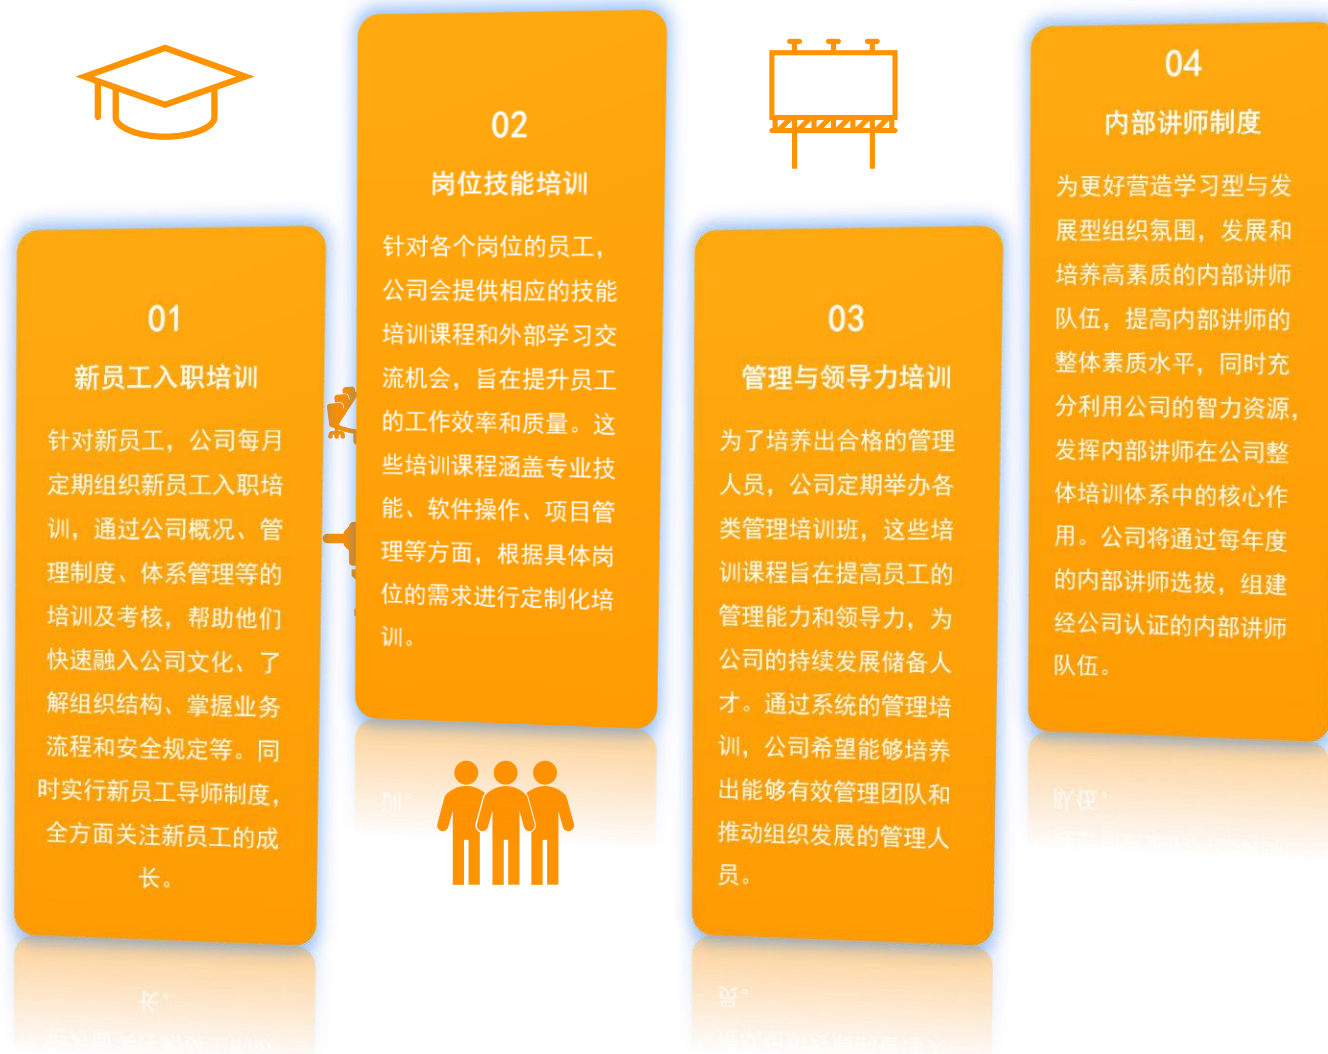 01
新员工入职培训
针对新员工，公司每月
定期组织新员工入职培
训，通过公司概况、管
理制度、体系管理等的
培训及考核，帮助他们
快速融入公司文化、了
解组织结构、掌握业务
流程和安全规定等。同
时实行新员工导师制度，
全方面关注新员工的成
长。
02
岗位技能培训
针对各个岗位的员工，
公司会提供相应的技能
培训课程和外部学习交
流机会，旨在提升员工
的工作效率和质量。这
些培训课程涵盖专业技
能、软件操作、项目管
理等方面，根据具体岗
位的需求进行定制化培
训。
03
管理与领导力培训
为了培养出合格的管理
人员，公司定期举办各
类管理培训班，这些培
训课程旨在提高员工的
管理能力和领导力，为
公司的持续发展储备人
才。通过系统的管理培
训，公司希望能够培养
出能够有效管理团队和
推动组织发展的管理人
员。
04
内部讲师制度
为更好营造学习型与发
展型组织氛围，发展和
培养高素质的内部讲师
队伍，提高内部讲师的
整体素质水平，同时充
分利用公司的智力资源，
发挥内部讲师在公司整
体培训体系中的核心作
用。公司将通过每年度
的内部讲师选拔，组建
经公司认证的内部讲师
队伍。